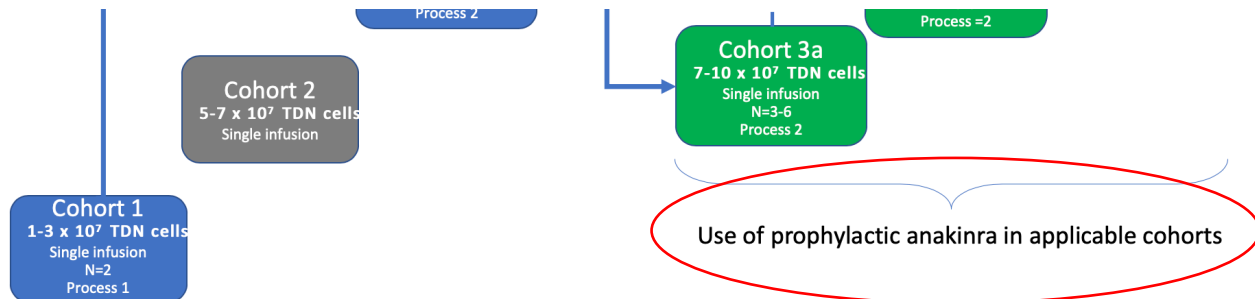 Process 2
Process =2
Cohort 3a
7-10 x 10⁷ TDN cells
Single infusion
N=3-6
Process 2
Cohort 2
5-7 x 10⁷ TDN cells
Single infusion
Cohort 1
1-3 x 10⁷ TDN cells
Single infusion
N=2
Process 1
Use of prophylactic anakinra in applicable cohorts